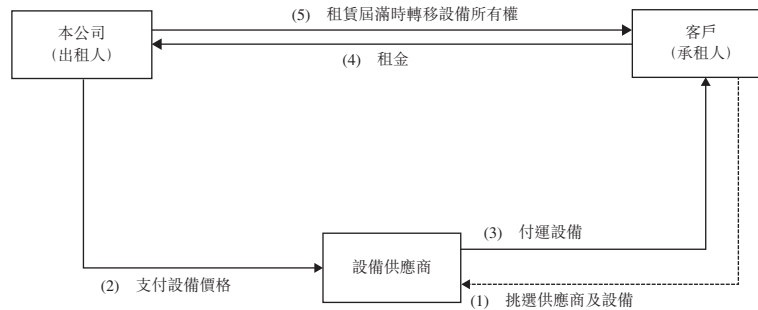 (5) 租賃屆滿時轉移設備所有權
本公司
(出租人)
客戶
(承租人)
(4) 租金
(3) 付運設備
設備供應商
(2) 支付設備價格
(1) 挑選供應商及設備